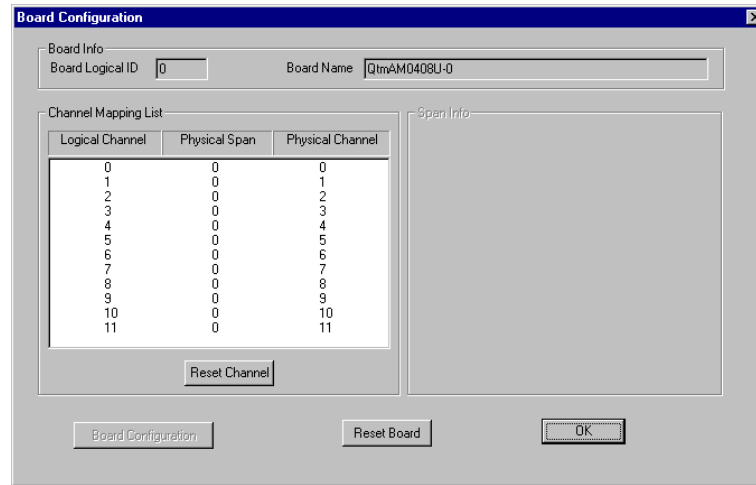 Board Configuration
Board Info
Board Logical ID 0 Board Name QtmAM0408U-0
Channel Mapping List
Span Info
Logical Channel Physical Span Physical Channel
0 0 0
1 0 1
2 0 2
3 0 3
4 0 4
5 0 5
6 0 6
7 0 7
8 0 8
9 0 9
10 0 10
11 0 11
Reset Channel
Board Configuration Reset Board OK